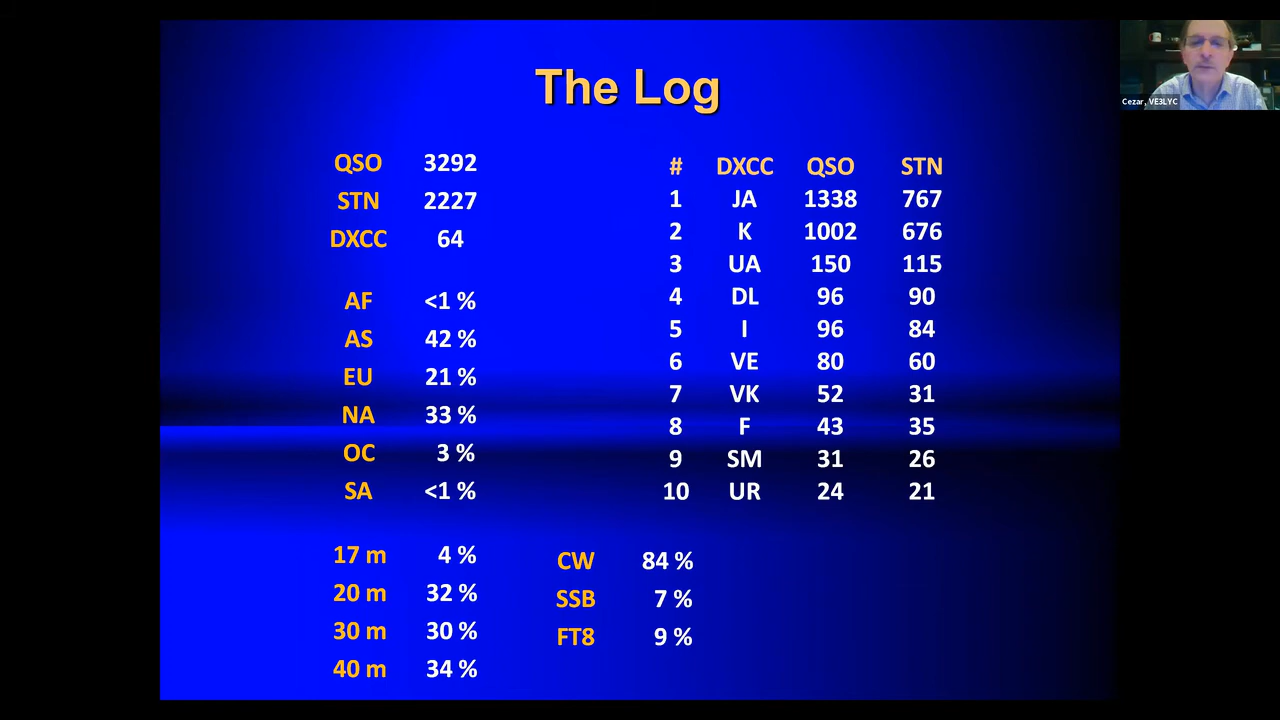 The Log
QSO 3292
STN 2227
DXCC 64
AF <1 %
AS 42 %
EU 21 %
NA 33 %
OC 3 %
SA <1 %
17 m 4 %
20 m 32 %
30 m 30 %
40 m 34 %
CW 84 %
SSB 7 %
FT8 9 %
# DXCC QSO STN
1 JA 1338 767
2 K 1002 676
3 UA 150 115
4 DL 96 90
5 I 96 84
6 VE 80 60
7 VK 52 31
8 F 43 35
9 SM 31 26
10 UR 24 21
Cezar, VE3LYC